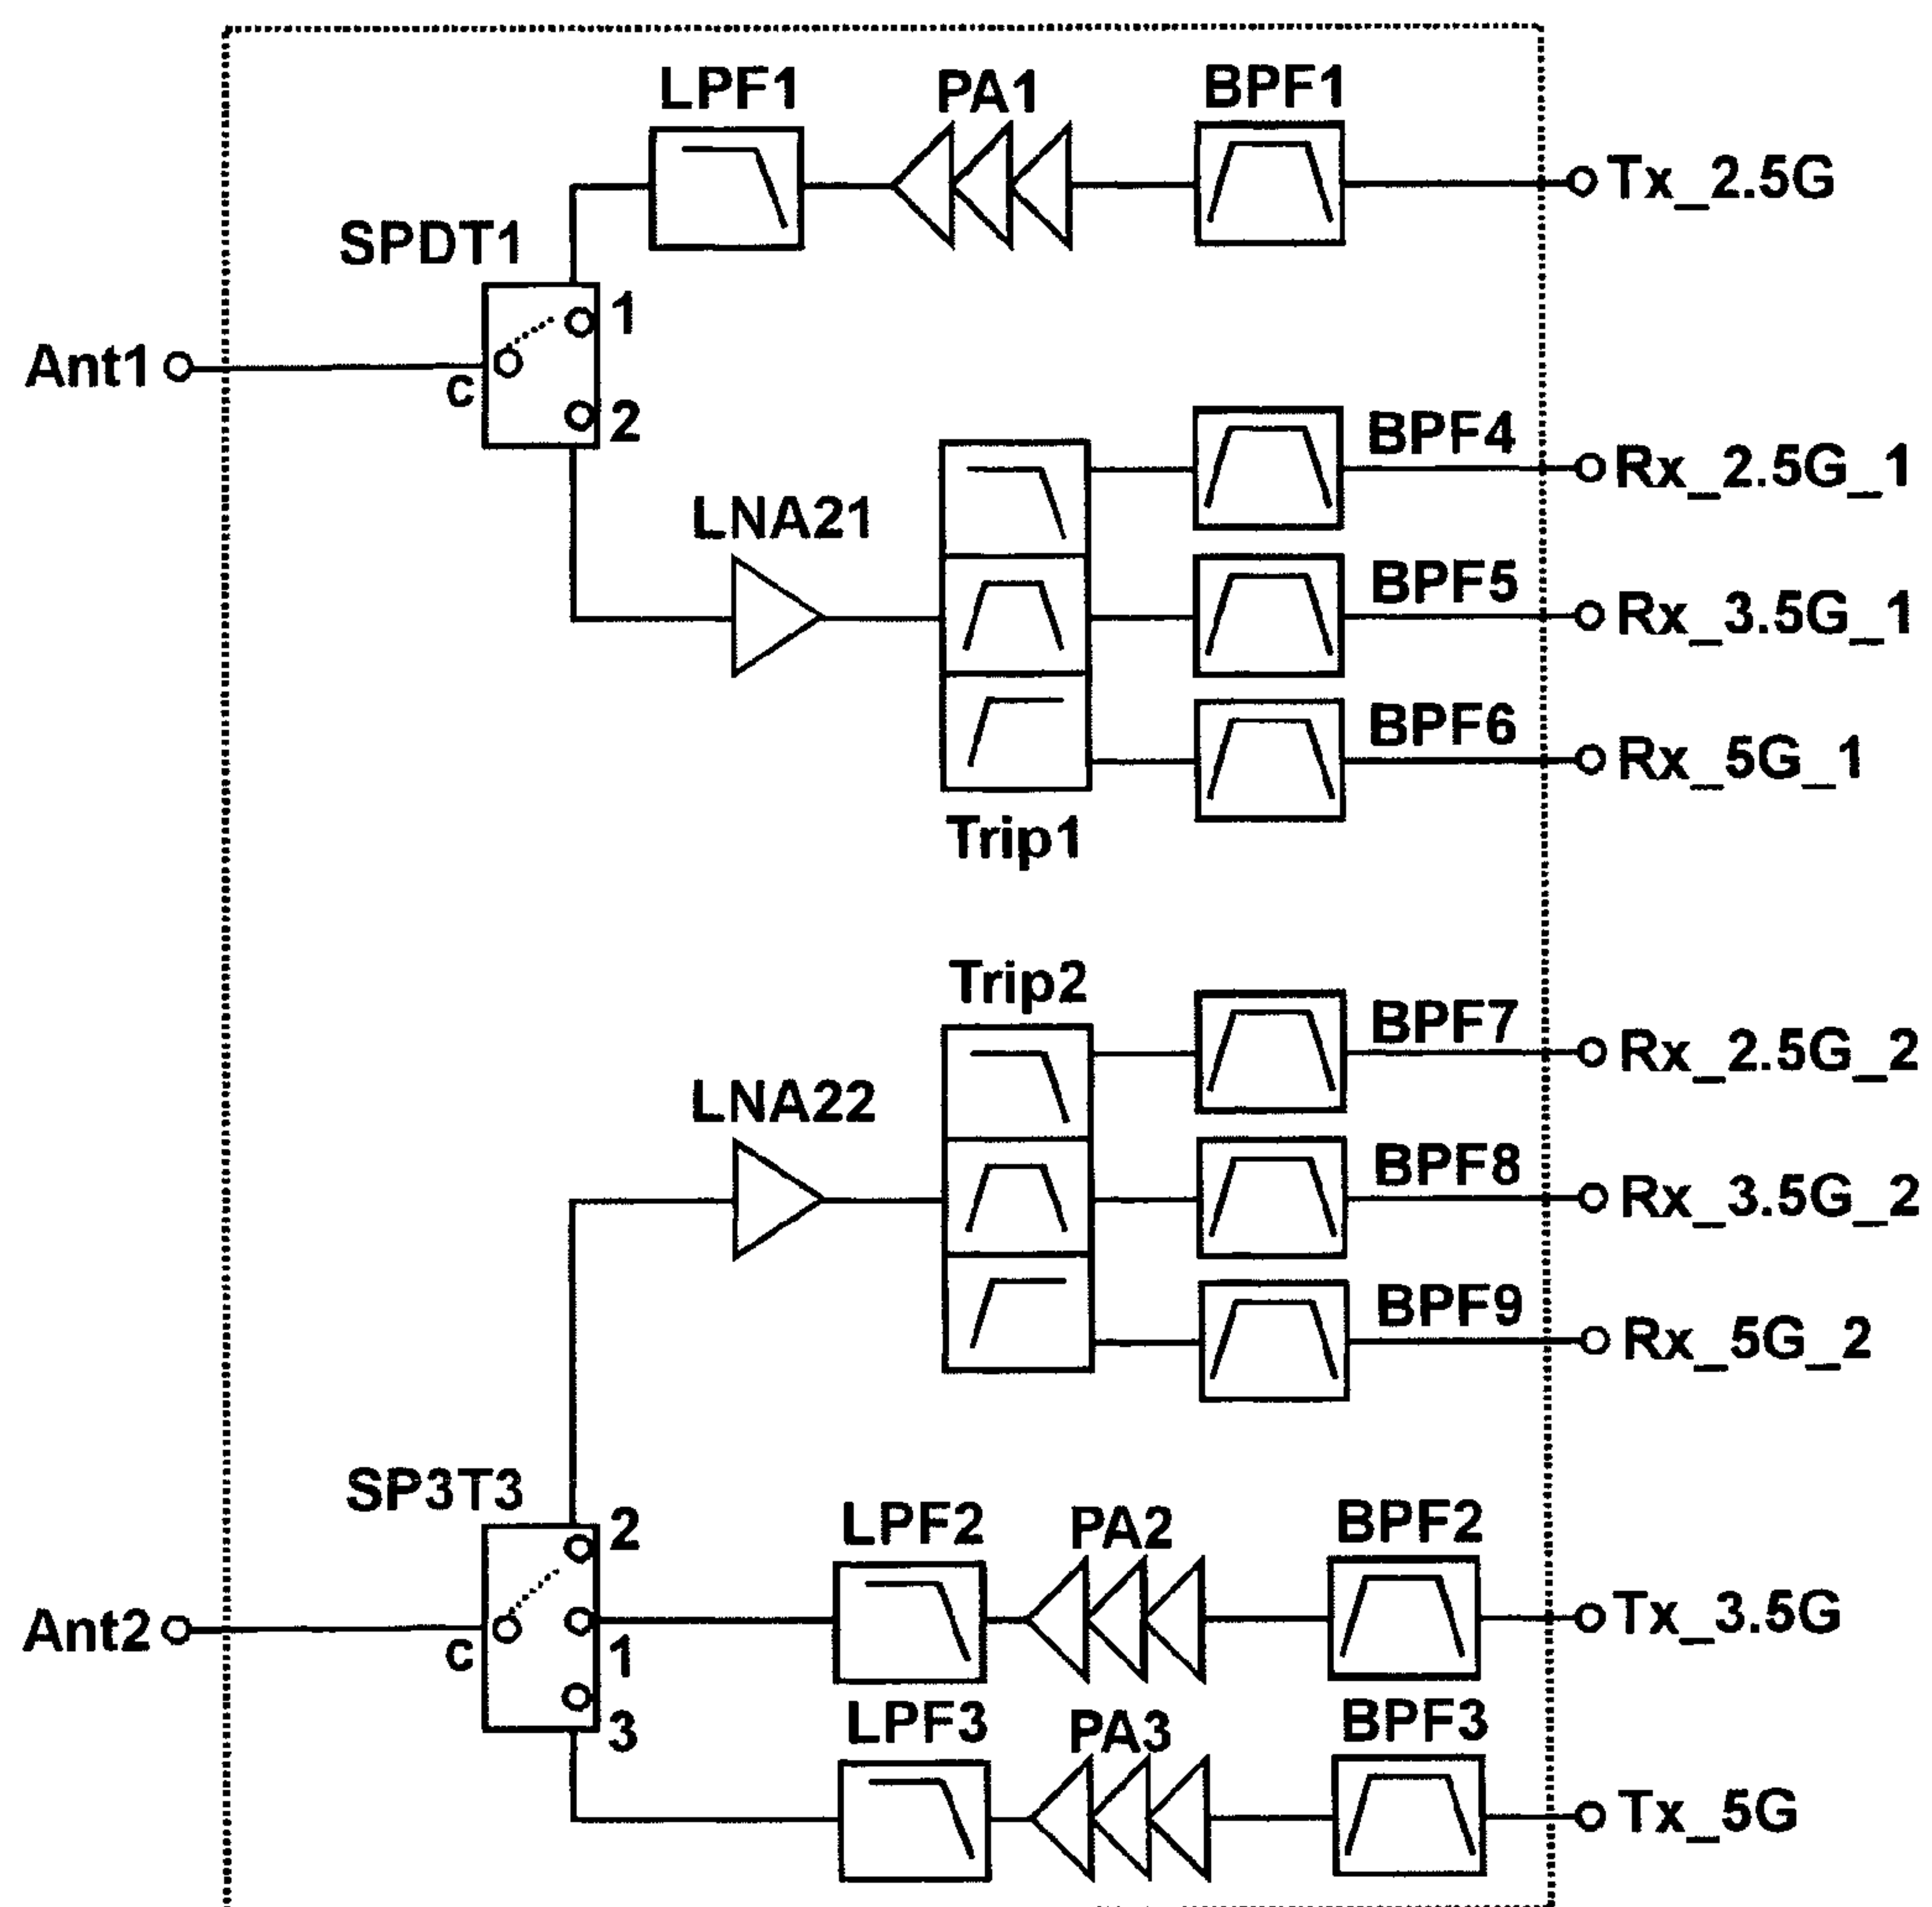 LPF1
PA1
BPF1
Tx_2.5G
SPDT1
1
Ant1
c
2
BPF4
Rx_2.5G_1
LNA21
BPF5
Rx_3.5G_1
BPF6
Rx_5G_1
Trip1
Trip2
BPF7
Rx_2.5G_2
LNA22
BPF8
Rx_3.5G_2
BPF9
Rx_5G_2
SP3T3
2
LPF2
PA2
BPF2
Tx_3.5G
Ant2
c
1
3
LPF3
PA3
BPF3
Tx_5G